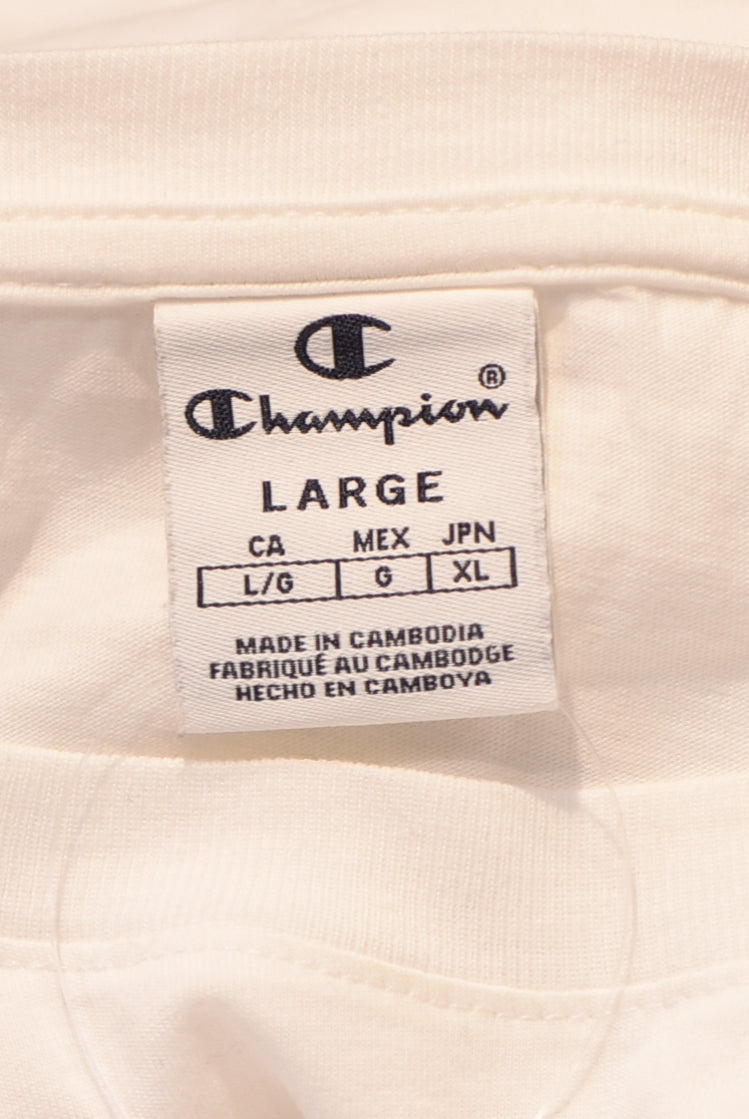 Champion®
LARGE
CA MEX JPN
L/G G XL
MADE IN CAMBODIA
FABRIQUÉ AU CAMBODGE
HECHO EN CAMBOYA